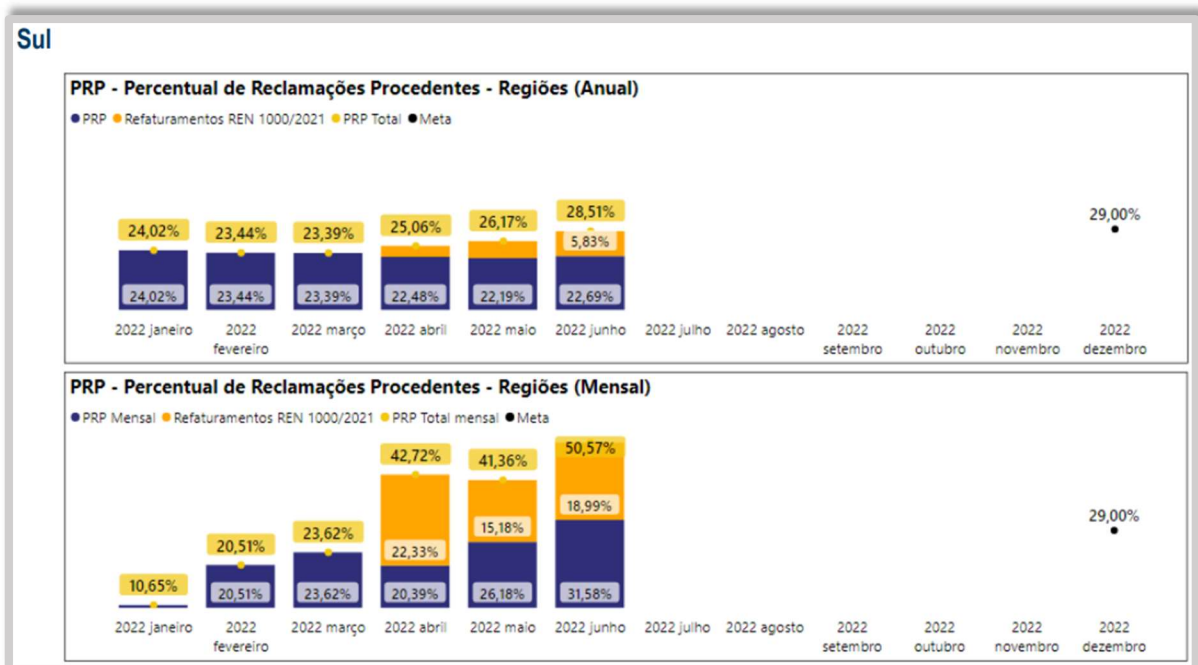 Sul
PRP - Percentual de Reclamações Procedentes - Regiões (Anual)
PRP Refaturamentos REN 1000/2021 PRP Total Meta
24,02% 23,44% 23,39% 25,06% 26,17% 28,51% 29,00%
5,83%
24,02% 23,44% 23,39% 22,48% 22,19% 22,69%
2022 janeiro 2022 fevereiro 2022 março 2022 abril 2022 maio 2022 junho 2022 julho 2022 agosto 2022 setembro 2022 outubro 2022 novembro 2022 dezembro
PRP - Percentual de Reclamações Procedentes - Regiões (Mensal)
PRP Mensal Refaturamentos REN 1000/2021 PRP Total mensal Meta
10,65% 20,51% 23,62% 42,72% 41,36% 50,57% 29,00%
22,33% 15,18% 18,99%
20,51% 23,62% 20,39% 26,18% 31,58%
2022 janeiro 2022 fevereiro 2022 março 2022 abril 2022 maio 2022 junho 2022 julho 2022 agosto 2022 setembro 2022 outubro 2022 novembro 2022 dezembro